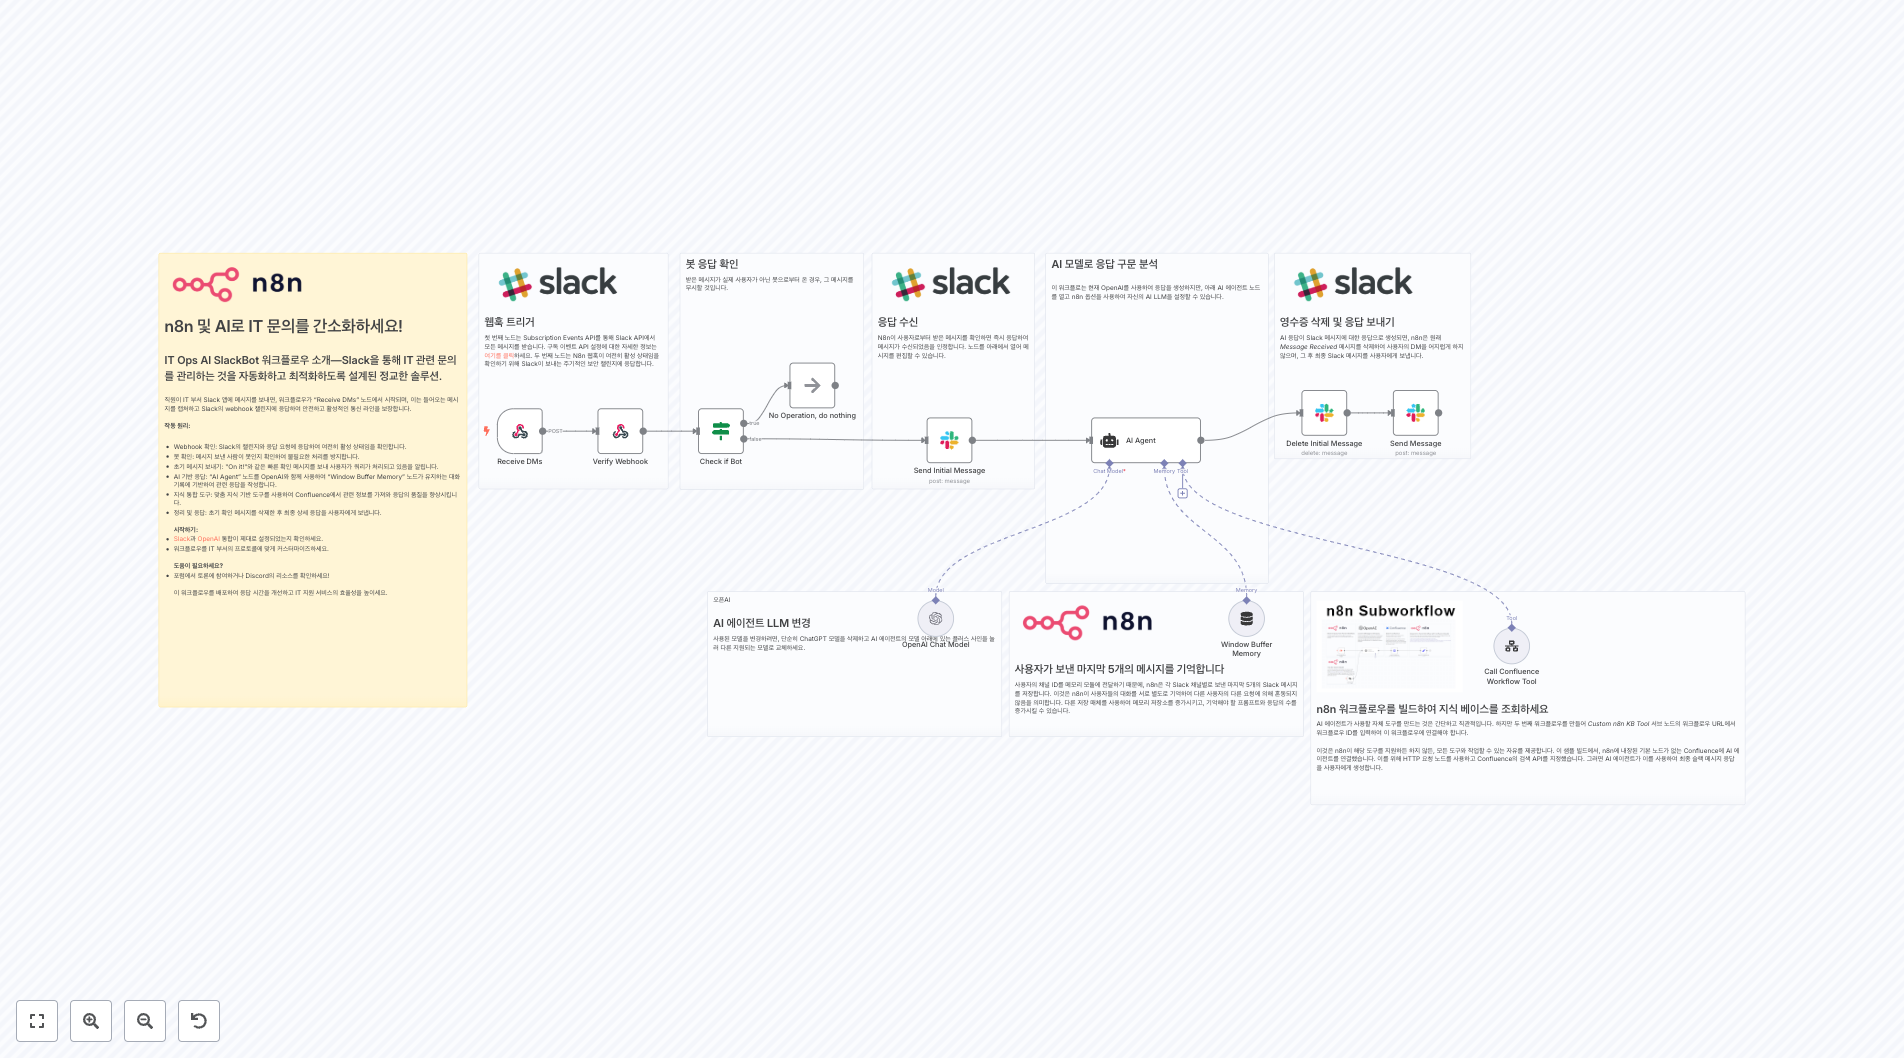 n8n
n8n 및 AI로 IT 문의를 간소화하세요!
IT Ops AI SlackBot 워크플로우 소개—Slack을 통해 IT 관련 문의
를 관리하는 것을 자동화하고 최적화하도록 설계된 정교한 솔루션.
직원이 IT 부서 Slack 앱에 메시지를 보내면, 워크플로우가 "Receive DMs" 노드에서 시작되며, 이는 들어오는 메시
지를 캡처하고 Slack의 webhook 챌린지에 응답하여 안전하고 활성적인 통신 라인을 보장합니다.
작동 원리:
Webhook 확인: Slack의 챌린지와 응답 요청에 응답하여 여전히 활성 상태임을 확인합니다.
봇 확인: 메시지 보낸 사람이 봇인지 확인하여 불필요한 처리를 방지합니다.
초기 메시지 보내기: "On it!"와 같은 빠른 확인 메시지를 보내 사용자가 쿼리가 처리되고 있음을 알립니다.
AI 기반 응답: "AI Agent" 노드를 OpenAI와 함께 사용하여 "Window Buffer Memory" 노드가 유지하는 대화
기록에 기반하여 관련 응답을 작성합니다.
지식 통합 도구: 맞춤 지식 기반 도구를 사용하여 Confluence에서 관련 정보를 가져와 응답의 품질을 향상시킵니
다.
정리 및 응답: 초기 확인 메시지를 삭제한 후 최종 상세 응답을 사용자에게 보냅니다.
시작하기:
Slack과 OpenAI 통합이 제대로 설정되었는지 확인하세요.
워크플로우를 IT 부서의 프로토콜에 맞게 커스터마이즈하세요.
도움이 필요하세요?
포럼에서 토론에 참여하거나 Discord의 리소스를 확인하세요!
이 워크플로우를 배포하여 응답 시간을 개선하고 IT 지원 서비스의 효율성을 높이세요.
slack
웹훅 트리거
첫 번째 노드는 Subscription Events API를 통해 Slack API에서
모든 메시지를 받습니다. 구독 이벤트 API 설정에 대한 자세한 정보는
여기를 클릭하세요. 두 번째 노드는 N8n 웹훅이 여전히 활성 상태임을
확인하기 위해 Slack이 보내는 주기적인 보안 챌린지에 응답합니다.
POST
Receive DMs
Verify Webhook
봇 응답 확인
받은 메시지가 실제 사용자가 아닌 봇으로부터 온 경우, 그 메시지를
무시할 것입니다.
No Operation, do nothing
true
false
Check if Bot
slack
응답 수신
N8n이 사용자로부터 받은 메시지를 확인하면 즉시 응답하여
메시지가 수신되었음을 인정합니다. 노드를 아래에서 열어 메
시지를 편집할 수 있습니다.
Send Initial Message
post: message
AI 모델로 응답 구문 분석
이 워크플로는 현재 OpenAI를 사용하여 응답을 생성하지만, 아래 AI 에이전트 노드
를 열고 n8n 옵션을 사용하여 자신의 AI LLM을 설정할 수 있습니다.
AI Agent
Chat Model*
Memory
Tool
slack
영수증 삭제 및 응답 보내기
AI 응답이 Slack 메시지에 대한 응답으로 생성되면, n8n은 원래
Message Received 메시지를 삭제하여 사용자의 DM을 어지럽게 하지
않으며, 그 후 최종 Slack 메시지를 사용자에게 보냅니다.
Delete Initial Message
delete: message
Send Message
post: message
오픈AI
AI 에이전트 LLM 변경
사용된 모델을 변경하려면, 단순히 ChatGPT 모델을 삭제하고 AI 에이전트의 모델 아래에 있는 플러스 사인을 눌
러 다른 지원되는 모델로 교체하세요.
Model
OpenAI Chat Model
n8n
Memory
Window Buffer
Memory
사용자가 보낸 마지막 5개의 메시지를 기억합니다
사용자의 채널 ID를 메모리 모듈에 전달하기 때문에, n8n은 각 Slack 채널별로 보낸 마지막 5개의 Slack 메시지
를 저장합니다. 이것은 n8n이 사용자들의 대화를 서로 별도로 기억하여 다른 사용자의 다른 요청에 의해 혼동되지
않음을 의미합니다. 다른 저장 매체를 사용하여 메모리 저장소를 증가시키고, 기억해야 할 프롬프트와 응답의 수를
증가시킬 수 있습니다.
n8n Subworkflow
Tool
Call Confluence
Workflow Tool
n8n 워크플로우를 빌드하여 지식 베이스를 조회하세요
AI 에이전트가 사용할 자체 도구를 만드는 것은 간단하고 직관적입니다. 하지만 두 번째 워크플로우를 만들어 Custom n8n KB Tool 서브 노드의 워크플로우 URL에서
워크플로우 ID를 입력하여 이 워크플로우에 연결해야 합니다.
이것은 n8n이 해당 도구를 지원하든 하지 않든, 모든 도구와 작업할 수 있는 자유를 제공합니다. 이 샘플 빌드에서, n8n에 내장된 기본 노드가 없는 Confluence에 AI 에
이전트를 연결했습니다. 이를 위해 HTTP 요청 노드를 사용하고 Confluence의 검색 API를 지정했습니다. 그러면 AI 에이전트가 이를 사용하여 최종 슬랙 메시지 응답
을 사용자에게 생성합니다.